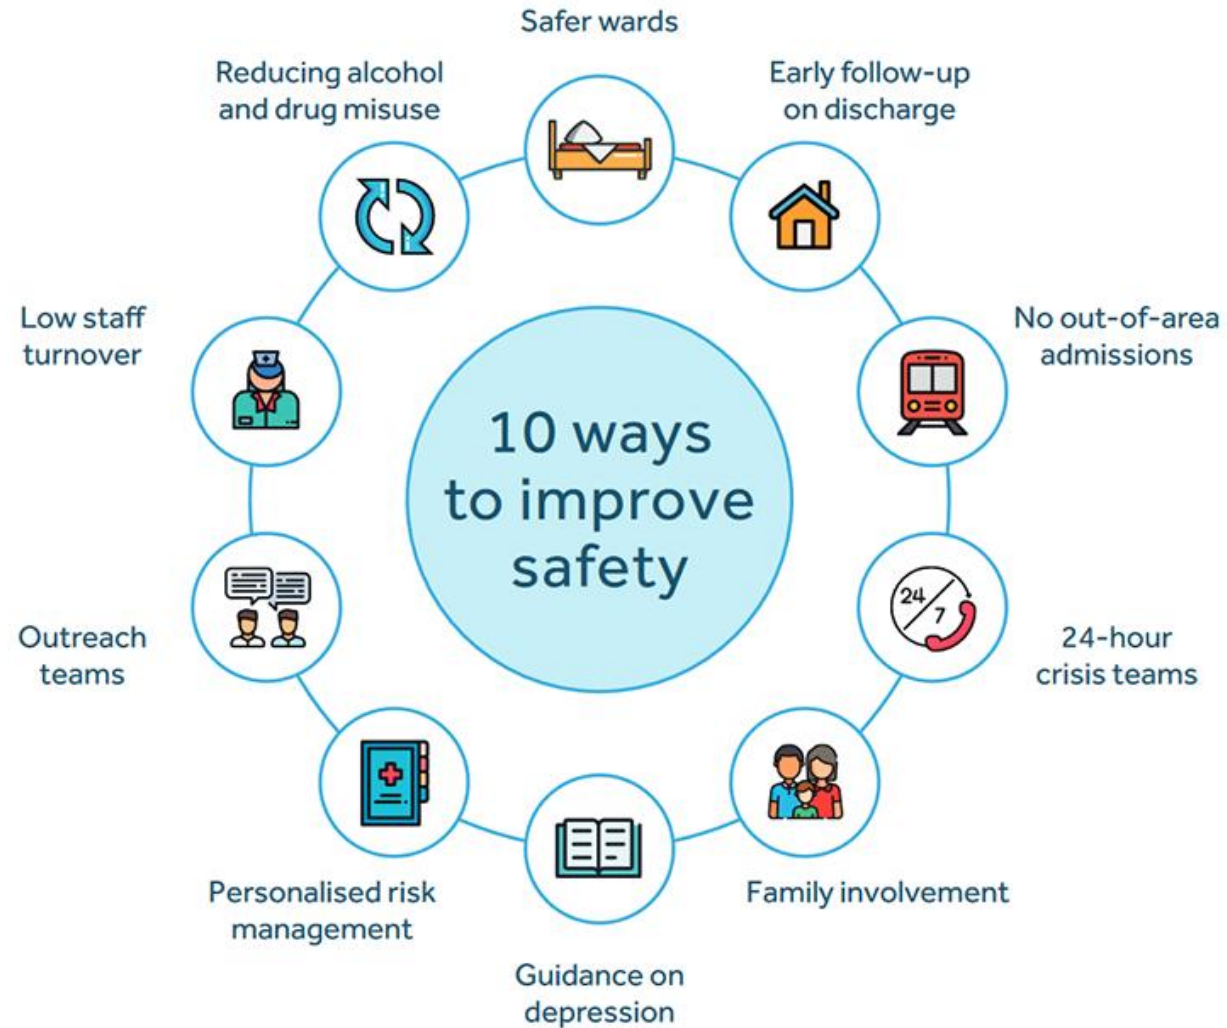 Safer wards
Early follow-up
on discharge
No out-of-area
admissions
24-hour
crisis teams
24
7
Family involvement
Guidance on
depression
Personalised risk
management
Outreach
teams
Low staff
turnover
Reducing alcohol
and drug misuse
10 ways
to improve
safety